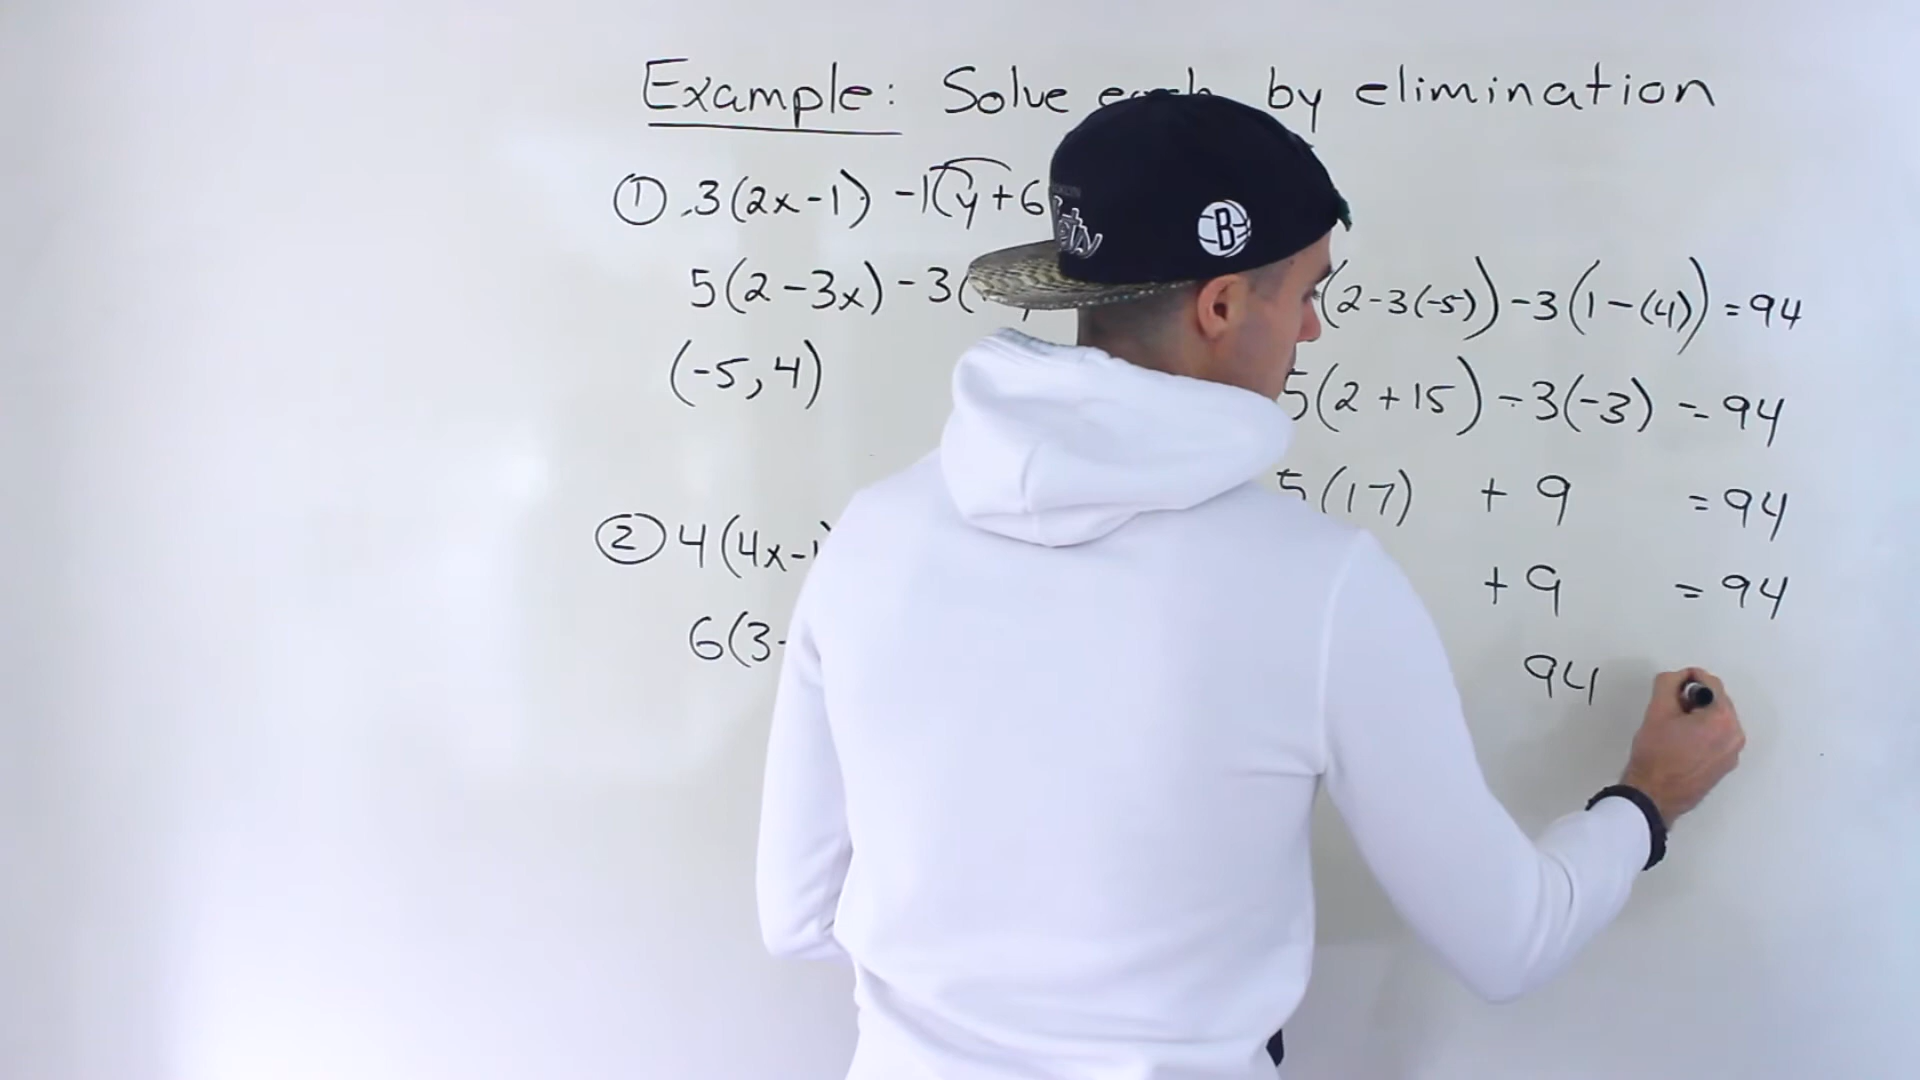 Example: Solve each by elimination
① 3(2x-1) -1(y+6
5(2-3x)-3(
(-5,4)
② 4(4x-1)
6(3-
(2-3(-5))-3(1-(4))=94
5(2+15)-3(-3) = 94
5(17) +9 =94
+9 =94
94
B